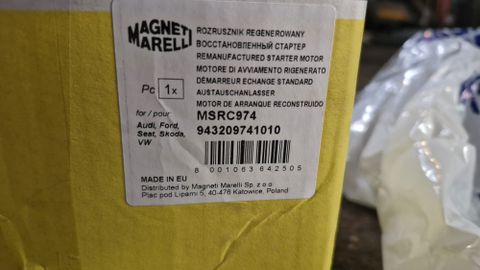 MAGNETI
MARELLI
ROZRUSZNIK REGENEROWANY
ВОССТАНОВЛЕННЫЙ СТАРТЕР
REMANUFACTURED STARTER MOTOR
MOTORE DI AVVIAMENTO RIGENERATO
DÉMARREUR ECHANGE STANDARD
AUSTAUSCHANLASSER
MOTOR DE ARRANQUE RECONSTRUIDO
Pc 1x
for / pour
MSRC974
Audi, Ford,
Seat, Skoda,
VW
943209741010
8 001063 642505
MADE IN EU
Distributed by Magneti Marelli Sp. z o.o.
Plac pod Lipami 5, 40-476 Katowice, Poland